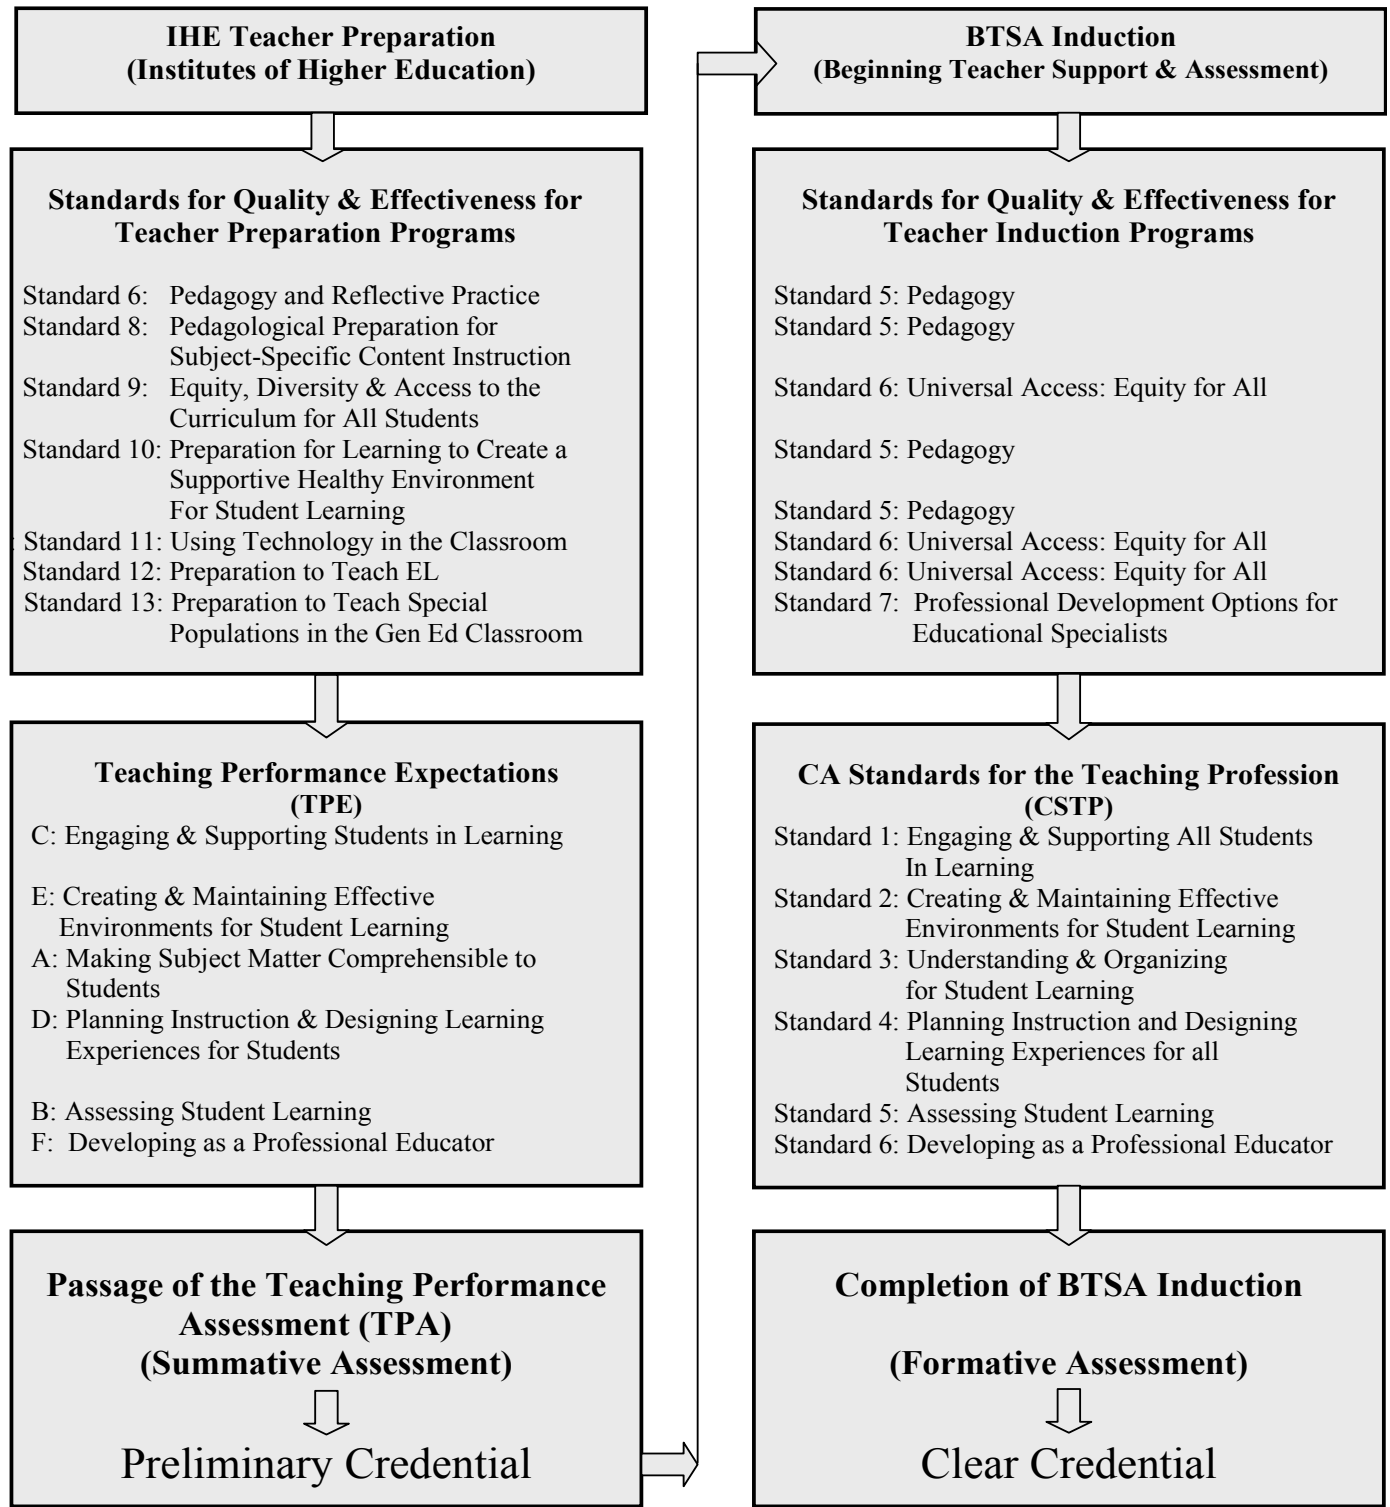 IHE Teacher Preparation
(Institutes of Higher Education)
Standards for Quality & Effectiveness for
Teacher Preparation Programs
Standard 6: Pedagogy and Reflective Practice
Standard 8: Pedagological Preparation for
Subject-Specific Content Instruction
Standard 9: Equity, Diversity & Access to the
Curriculum for All Students
Standard 10: Preparation for Learning to Create a
Supportive Healthy Environment
For Student Learning
: Standard 11: Using Technology in the Classroom
Standard 12: Preparation to Teach EL
Standard 13: Preparation to Teach Special
Populations in the Gen Ed Classroom
Teaching Performance Expectations
(TPE)
C: Engaging & Supporting Students in Learning
E: Creating & Maintaining Effective
Environments for Student Learning
A: Making Subject Matter Comprehensible to
Students
D: Planning Instruction & Designing Learning
Experiences for Students
B: Assessing Student Learning
F: Developing as a Professional Educator
Passage of the Teaching Performance
Assessment (TPA)
(Summative Assessment)
Preliminary Credential
BTSA Induction
(Beginning Teacher Support & Assessment)
Standards for Quality & Effectiveness for
Teacher Induction Programs
Standard 5: Pedagogy
Standard 5: Pedagogy
Standard 6: Universal Access: Equity for All
Standard 5: Pedagogy
Standard 5: Pedagogy
Standard 6: Universal Access: Equity for All
Standard 6: Universal Access: Equity for All
Standard 7: Professional Development Options for
Educational Specialists
CA Standards for the Teaching Profession
(CSTP)
Standard 1: Engaging & Supporting All Students
In Learning
Standard 2: Creating & Maintaining Effective
Environments for Student Learning
Standard 3: Understanding & Organizing
for Student Learning
Standard 4: Planning Instruction and Designing
Learning Experiences for all
Students
Standard 5: Assessing Student Learning
Standard 6: Developing as a Professional Educator
Completion of BTSA Induction
(Formative Assessment)
Clear Credential